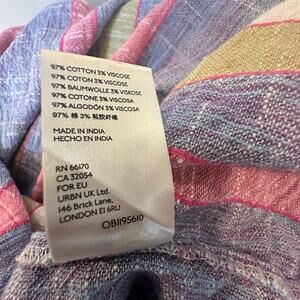 97% COTTON 3% VISCOSE
97% COTON 3% VISCOSE
97% BAUMWOLLE 3% VISKOSE
97% COTONE 3% VISCOSA
97% ALGODÓN 3% VISCOSA
97% 棉 3% 粘胶纤维
MADE IN INDIA
HECHO EN INDIA
RN 66170
CA 32054
FOR EU
URBN UK Ltd.
146 Brick Lane,
LONDON E1 6RU
OB1195610